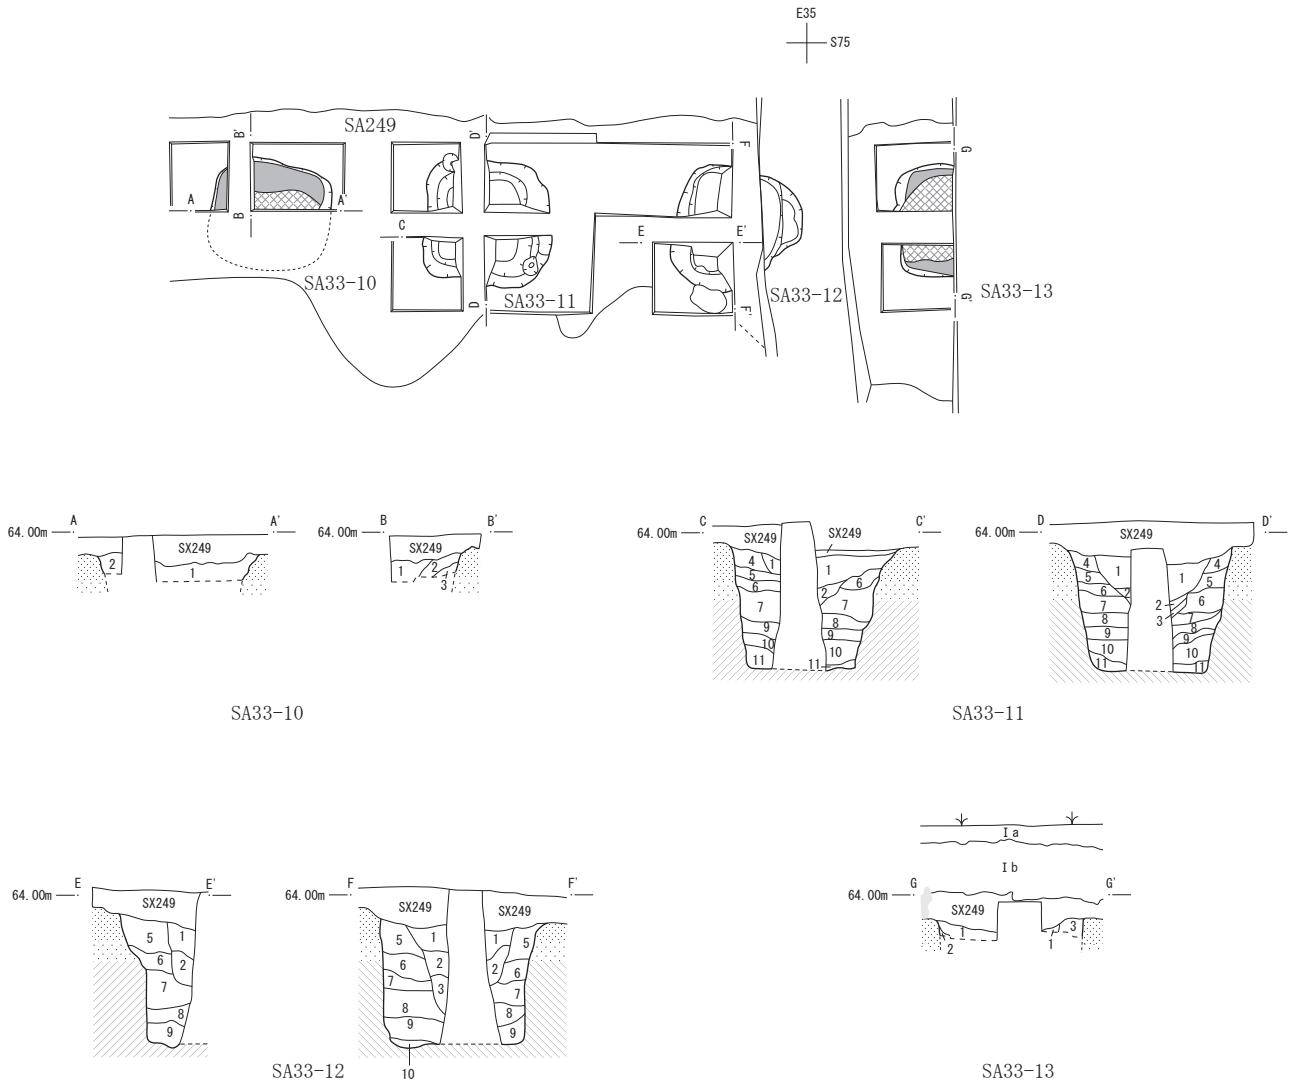 E35
S75
SA249
B'
D'
F
G
A
A'
B
C
E
E'
SA33-10
D
SA33-11
F'
SA33-12
G'
SA33-13
A
A'
64.00m
SX249
2
1
B
B'
64.00m
SX249
1
2
3
SA33-10
C
C'
64.00m
SX249
SX249
4
1
5
6
7
9
10
11
1
2
6
7
8
9
10
11
D
D'
64.00m
SX249
4
1
5
6
2
7
8
9
10
11
1
4
5
2
6
3
7
8
9
10
11
SA33-11
E
E'
64.00m
SX249
5
1
6
2
7
8
9
F
F'
64.00m
SX249
SX249
5
1
6
2
7
3
8
9
10
1
5
2
6
7
8
9
SA33-12
Ia
Ib
G
G'
64.00m
SX249
1
2
3
1
SA33-13